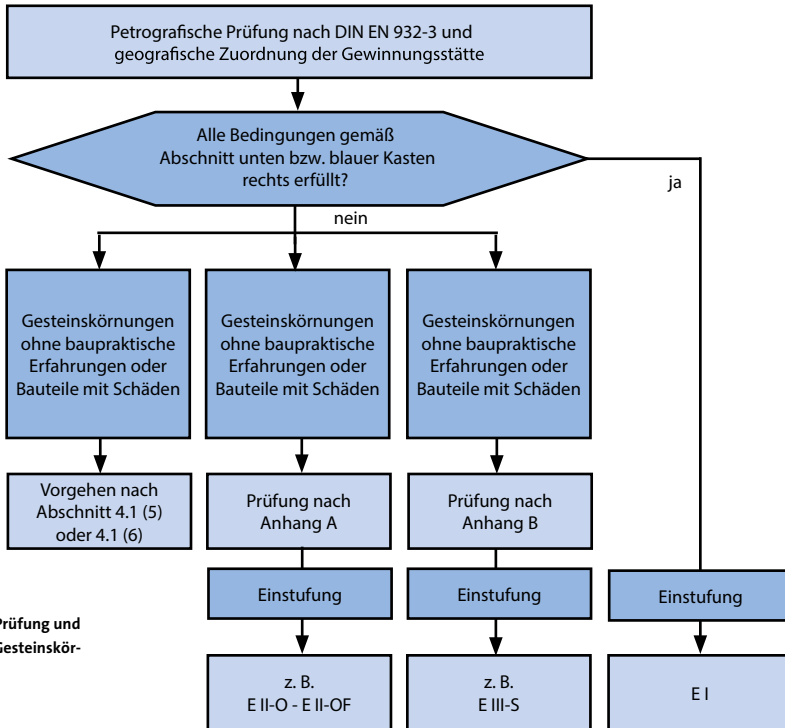 Petrografische Prüfung nach DIN EN 932-3 und
geografische Zuordnung der Gewinnungsstätte
Alle Bedingungen gemäß
Abschnitt unten bzw. blauer Kasten
rechts erfüllt?
ja
nein
Gesteinskörnungen
ohne baupraktische
Erfahrungen oder
Bauteile mit Schäden
Gesteinskörnungen
ohne baupraktische
Erfahrungen oder
Bauteile mit Schäden
Gesteinskörnungen
ohne baupraktische
Erfahrungen oder
Bauteile mit Schäden
Vorgehen nach
Abschnitt 4.1 (5)
oder 4.1 (6)
Prüfung nach
Anhang A
Prüfung nach
Anhang B
Einstufung
Einstufung
Einstufung
Prüfung und
Gesteinskör-
z. B.
E II-O - E II-OF
z. B.
E III-S
E I